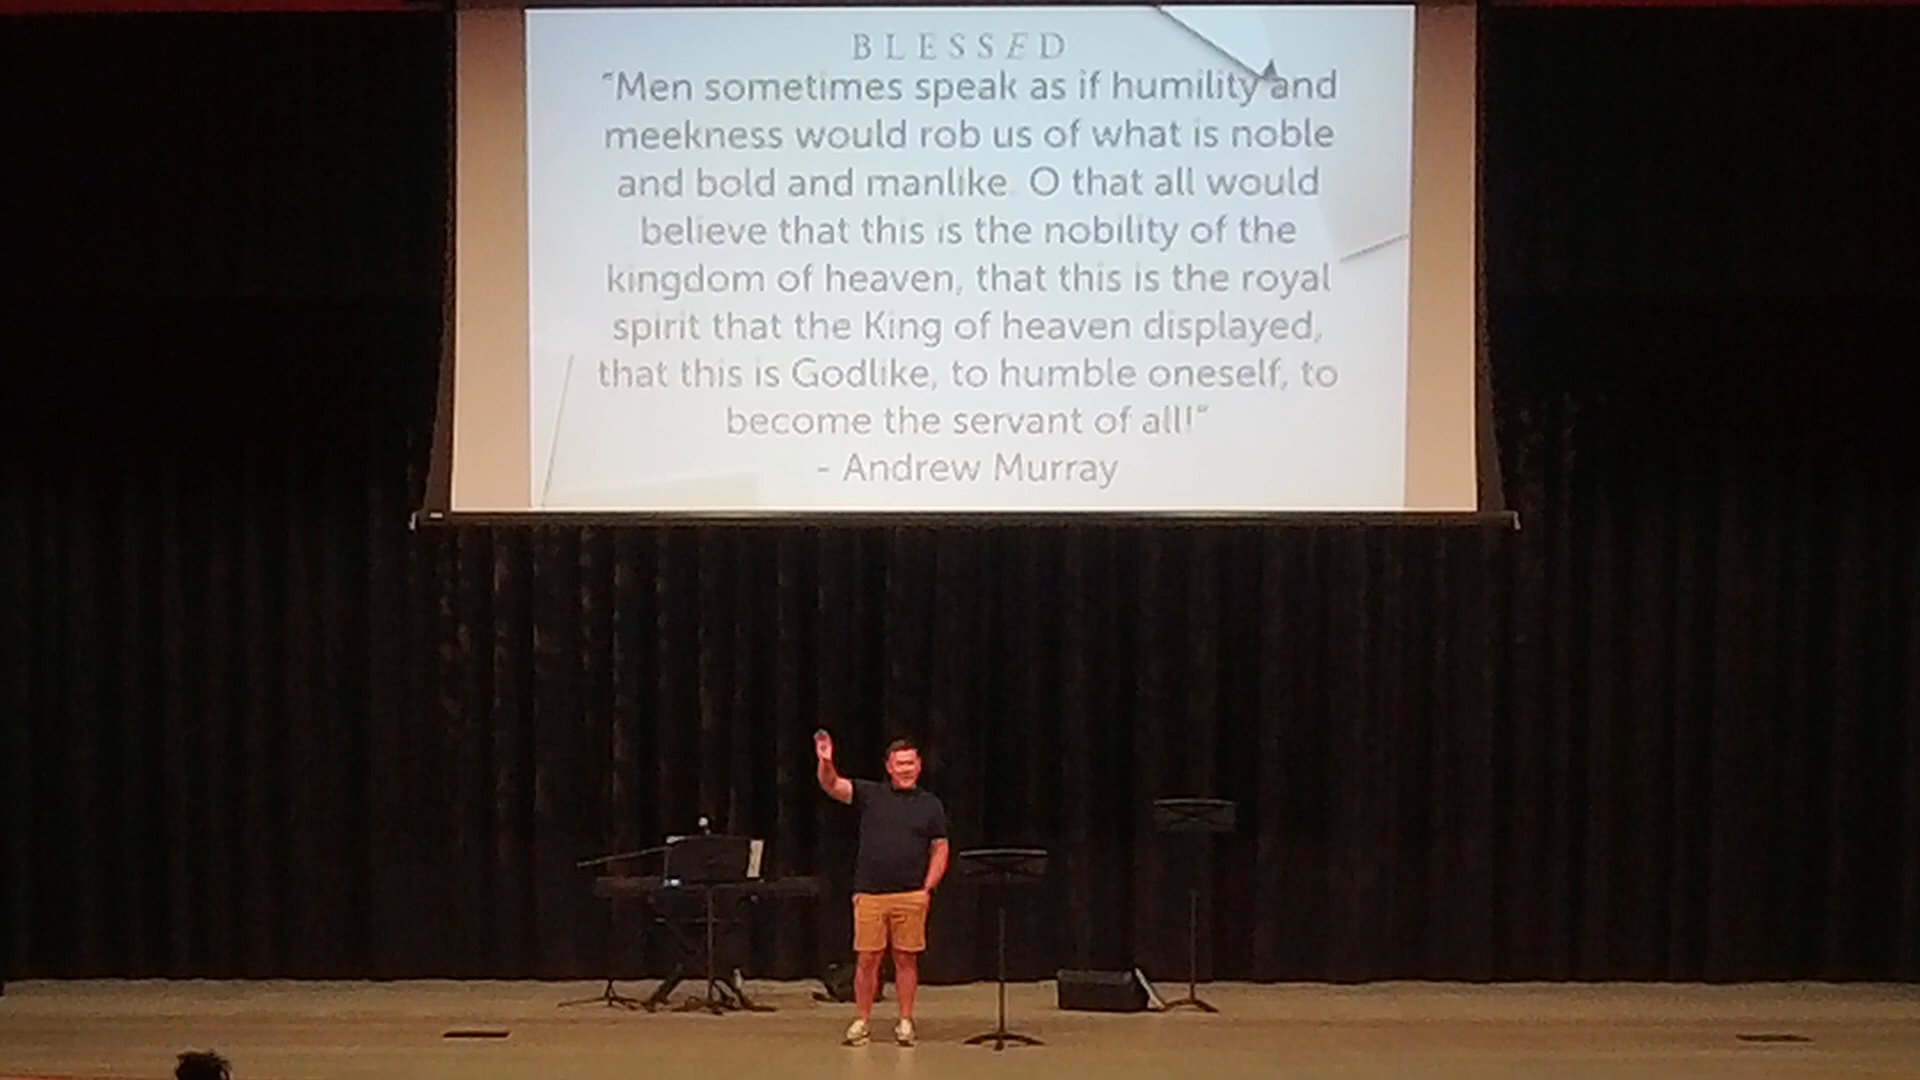 BLESSED
"Men sometimes speak as if humility and
meekness would rob us of what is noble
and bold and manlike. O that all would
believe that this is the nobility of the
kingdom of heaven, that this is the royal
spirit that the King of heaven displayed,
that this is Godlike, to humble oneself, to
become the servant of all!"
- Andrew Murray